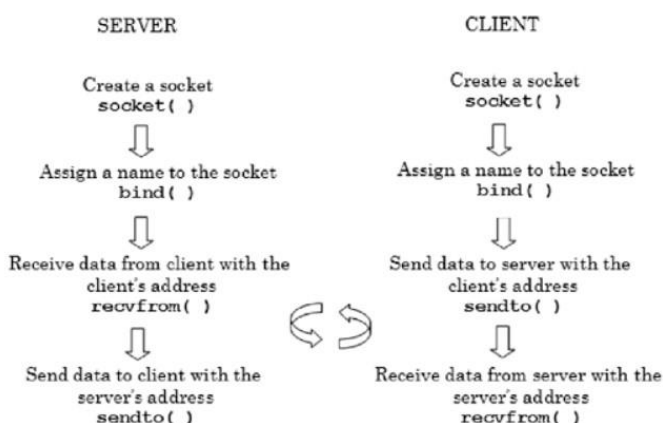 SERVER
Create a socket
socket( )
Assign a name to the socket
bind( )
Receive data from client with the
client's address
recvfrom( )
Send data to client with the
server's address
sendto( )
CLIENT
Create a socket
socket( )
Assign a name to the socket
bind( )
Send data to server with the
client's address
sendto( )
Receive data from server with the
server's address
recvfrom( )